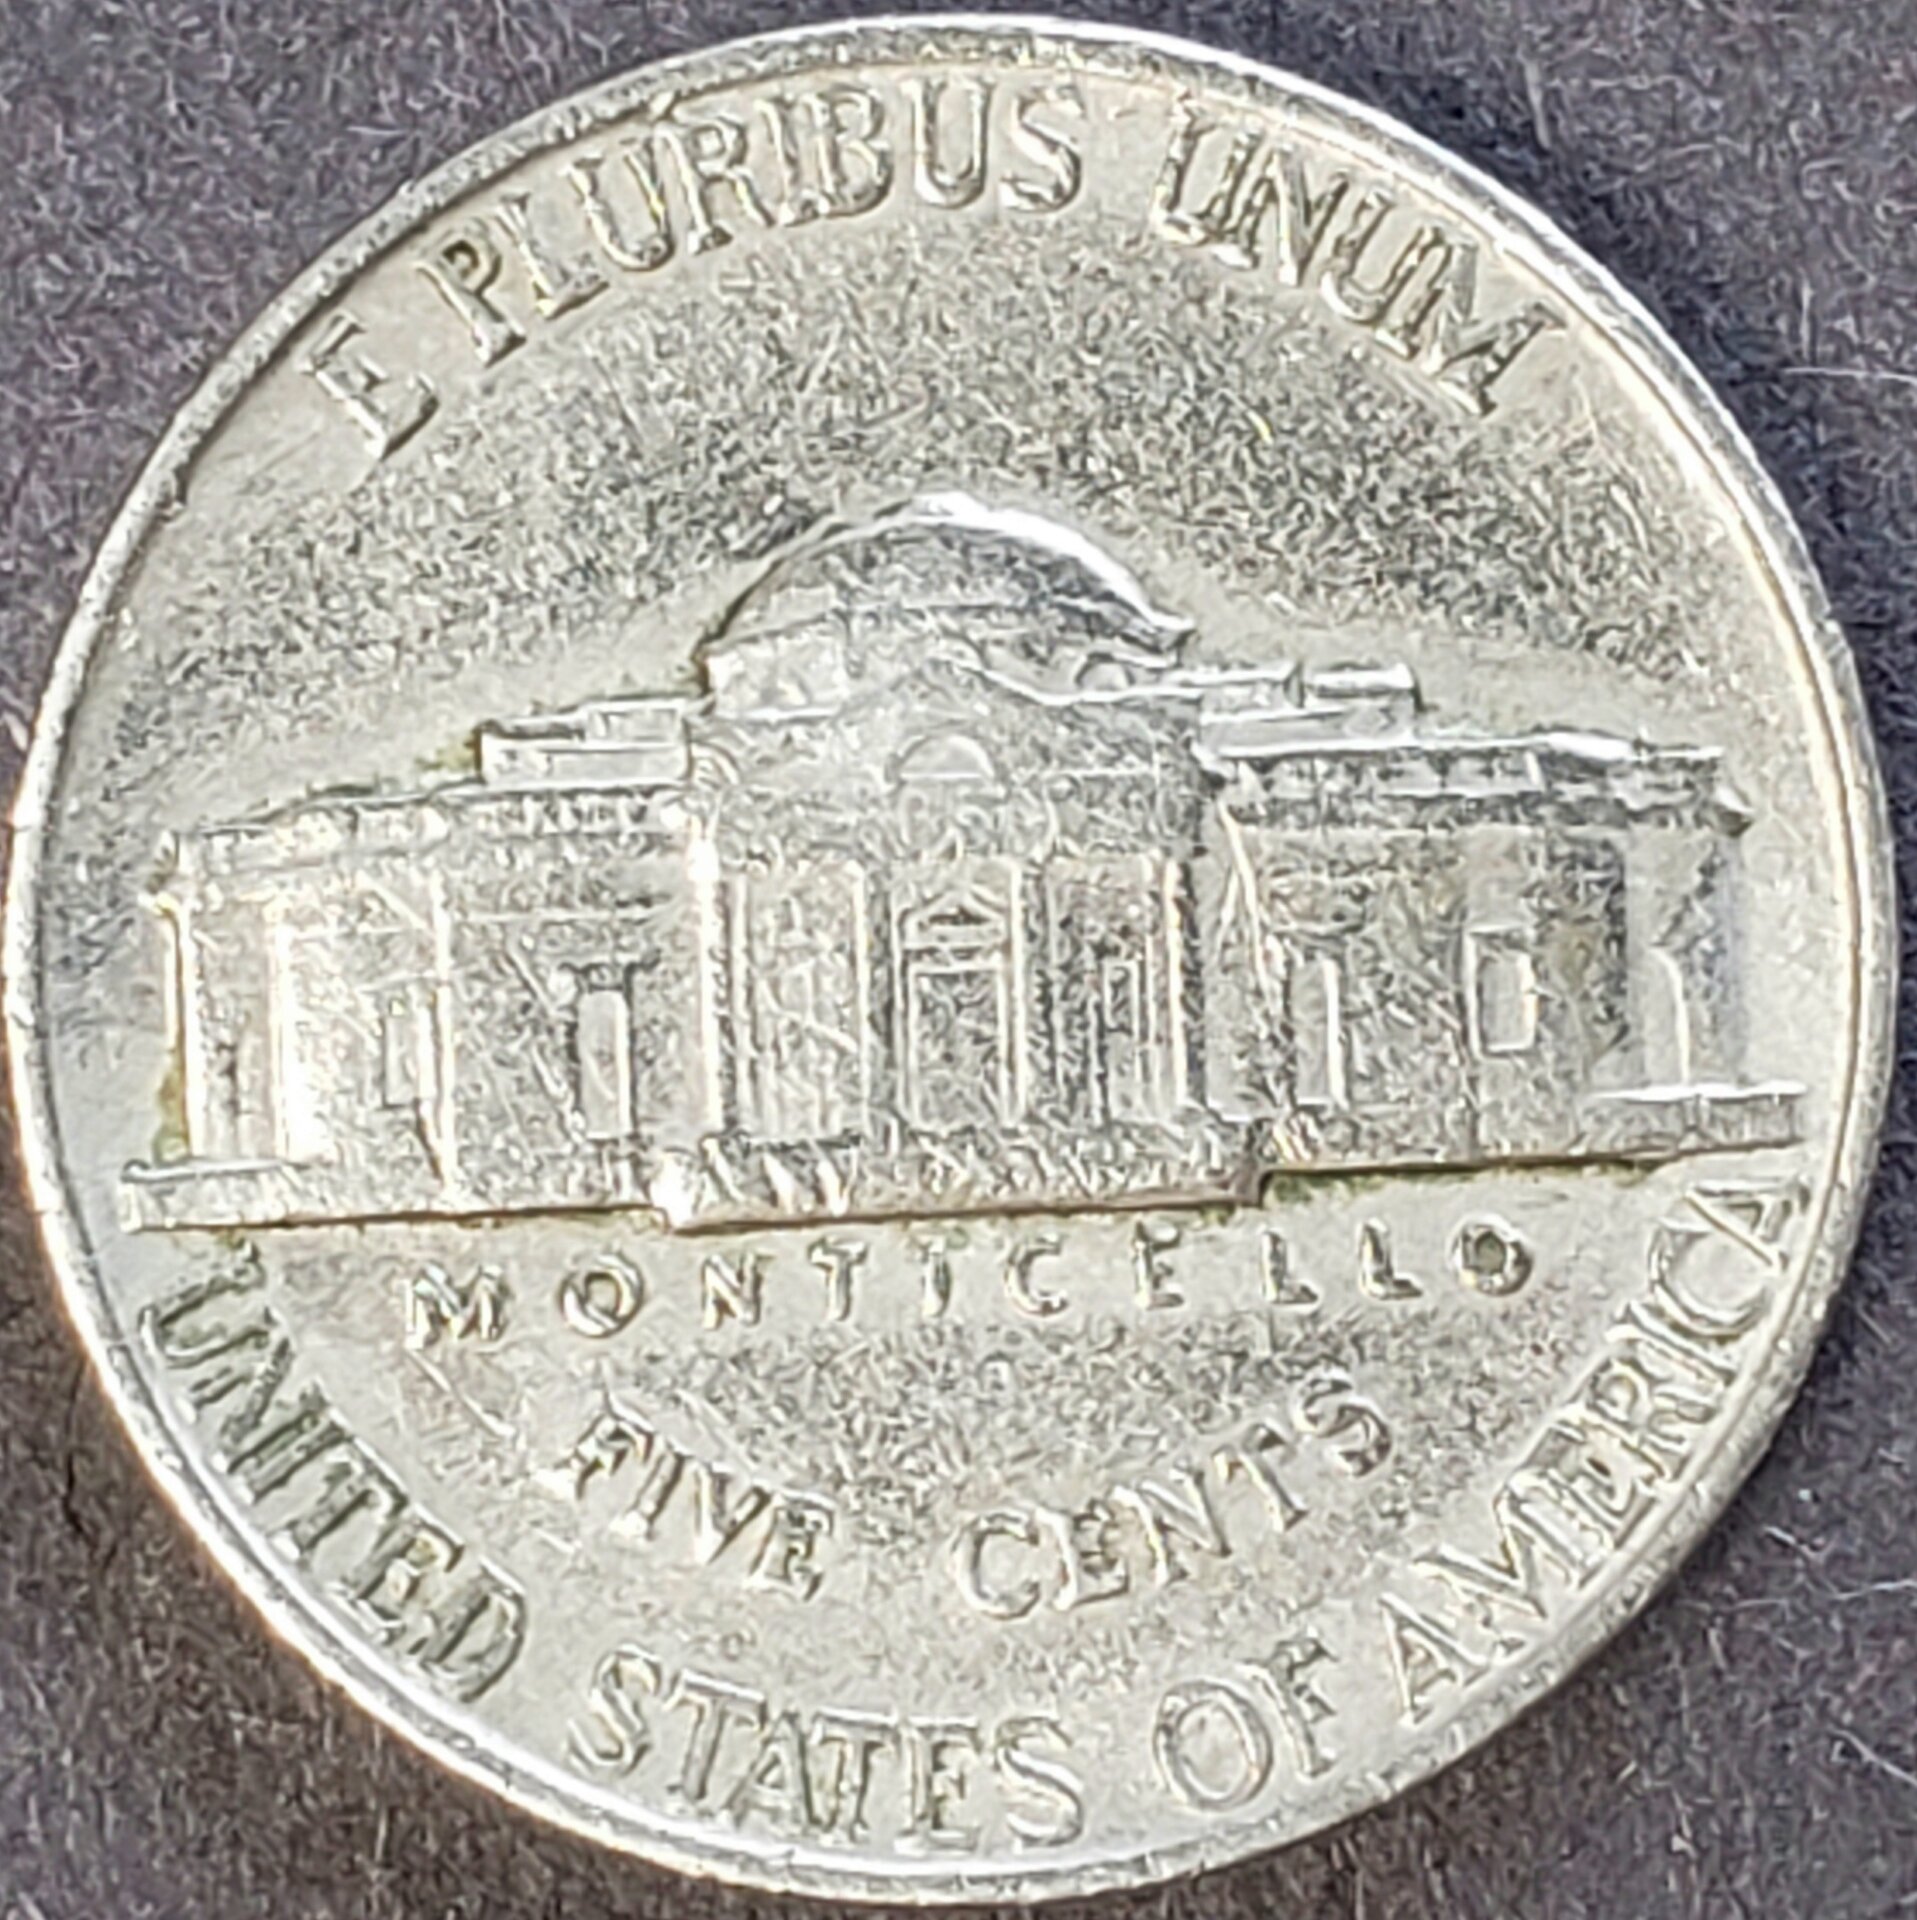 E PLURIBUS UNUM
MONTICELLO
FIVE CENTS
UNITED STATES OF AMERICA